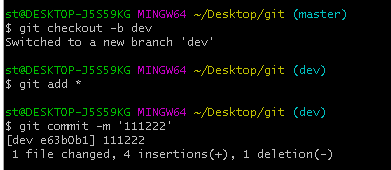 st@DESKTOP-J5S59KG MINGW64 ~/Desktop/git (master)
$ git checkout -b dev
Switched to a new branch 'dev'
st@DESKTOP-J5S59KG MINGW64 ~/Desktop/git (dev)
$ git add *
st@DESKTOP-J5S59KG MINGW64 ~/Desktop/git (dev)
$ git commit -m '111222'
[dev e63b0b1] 111222
1 file changed, 4 insertions(+), 1 deletion(-)